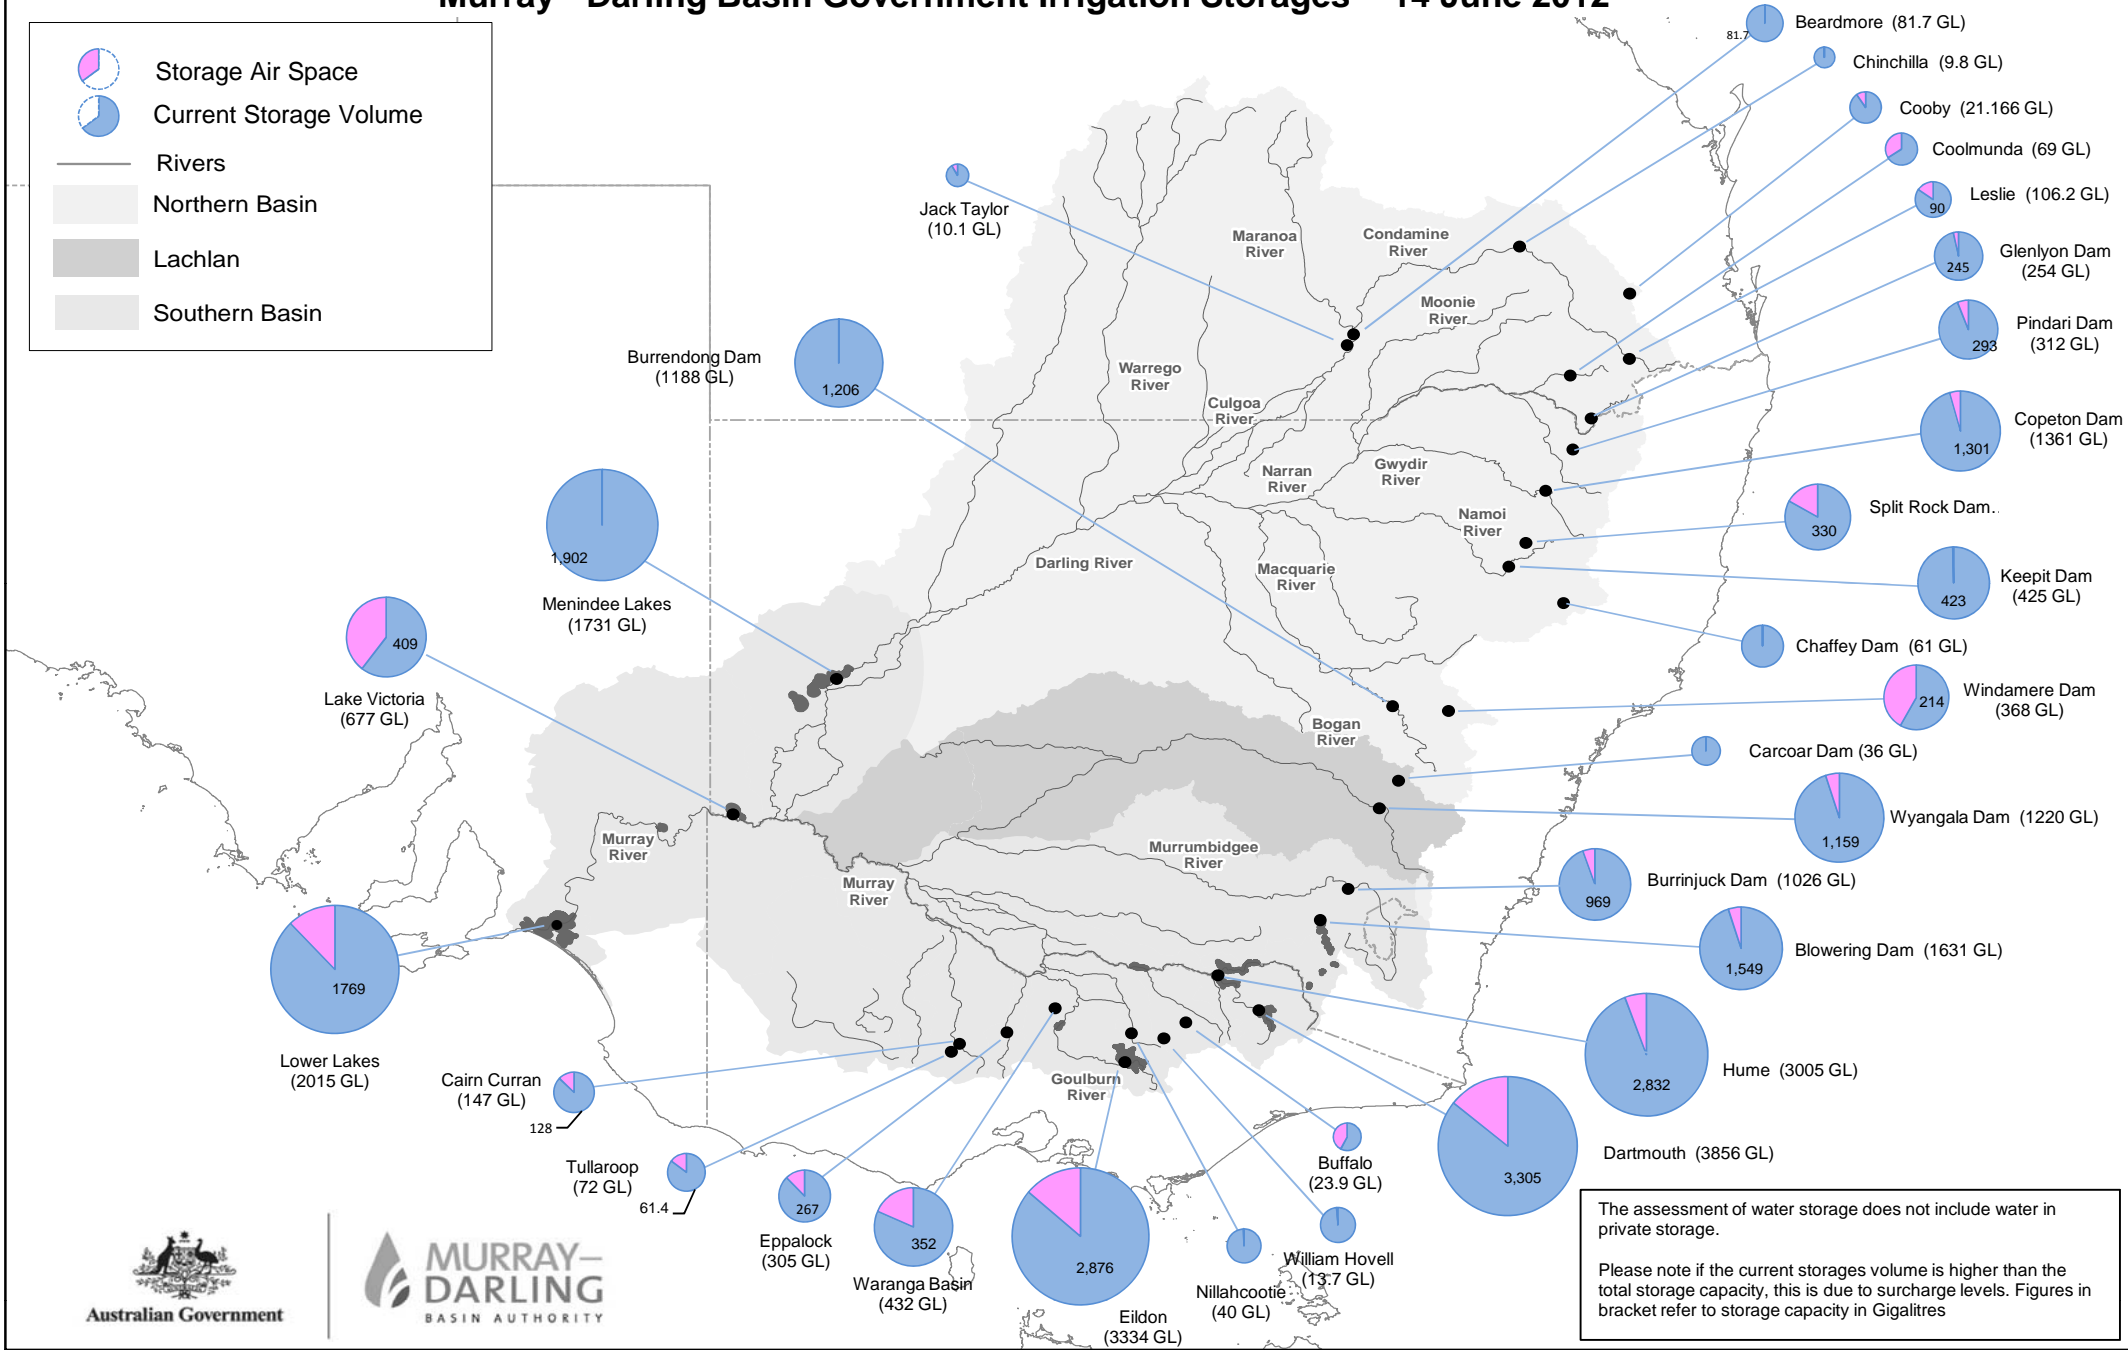 Murray - Darling Basin Government Irrigation Storages - 14 June 2012
Storage Air Space
Current Storage Volume
Rivers
Northern Basin
Lachlan
Southern Basin
81.7
Beardmore (81.7 GL)
Chinchilla (9.8 GL)
Cooby (21.166 GL)
Coolmunda (69 GL)
Leslie (106.2 GL)
90
Glenlyon Dam
(254 GL)
245
Pindari Dam
(312 GL)
293
Copeton Dam
(1361 GL)
1,301
Split Rock Dam..
330
Keepit Dam
(425 GL)
423
Chaffey Dam (61 GL)
Windamere Dam
(368 GL)
214
Carcoar Dam (36 GL)
Wyangala Dam (1220 GL)
1,159
Burrinjuck Dam (1026 GL)
969
Blowering Dam (1631 GL)
1,549
Hume (3005 GL)
2,832
Dartmouth (3856 GL)
3,305
Jack Taylor
(10.1 GL)
Burrendong Dam
(1188 GL)
1,206
1,902
Menindee Lakes
(1731 GL)
409
Lake Victoria
(677 GL)
1769
Lower Lakes
(2015 GL)
Cairn Curran
(147 GL)
128
Tullaroop
(72 GL)
61.4
267
Eppalock
(305 GL)
352
Waranga Basin
(432 GL)
2,876
Eildon
(3334 GL)
Nillahcootie
(40 GL)
William Hovell
(13.7 GL)
Buffalo
(23.9 GL)
Maranoa
River
Condamine
River
Moonie
River
Warrego
River
Culgoa
River
Narran
River
Gwydir
River
Namoi
River
Darling River
Macquarie
River
Bogan
River
Murrumbidgee
River
Murray
River
Murray
River
Goulburn
River
Australian Government
MURRAY–
DARLING
BASIN AUTHORITY
The assessment of water storage does not include water in
private storage.
Please note if the current storages volume is higher than the
total storage capacity, this is due to surcharge levels. Figures in
bracket refer to storage capacity in Gigalitres